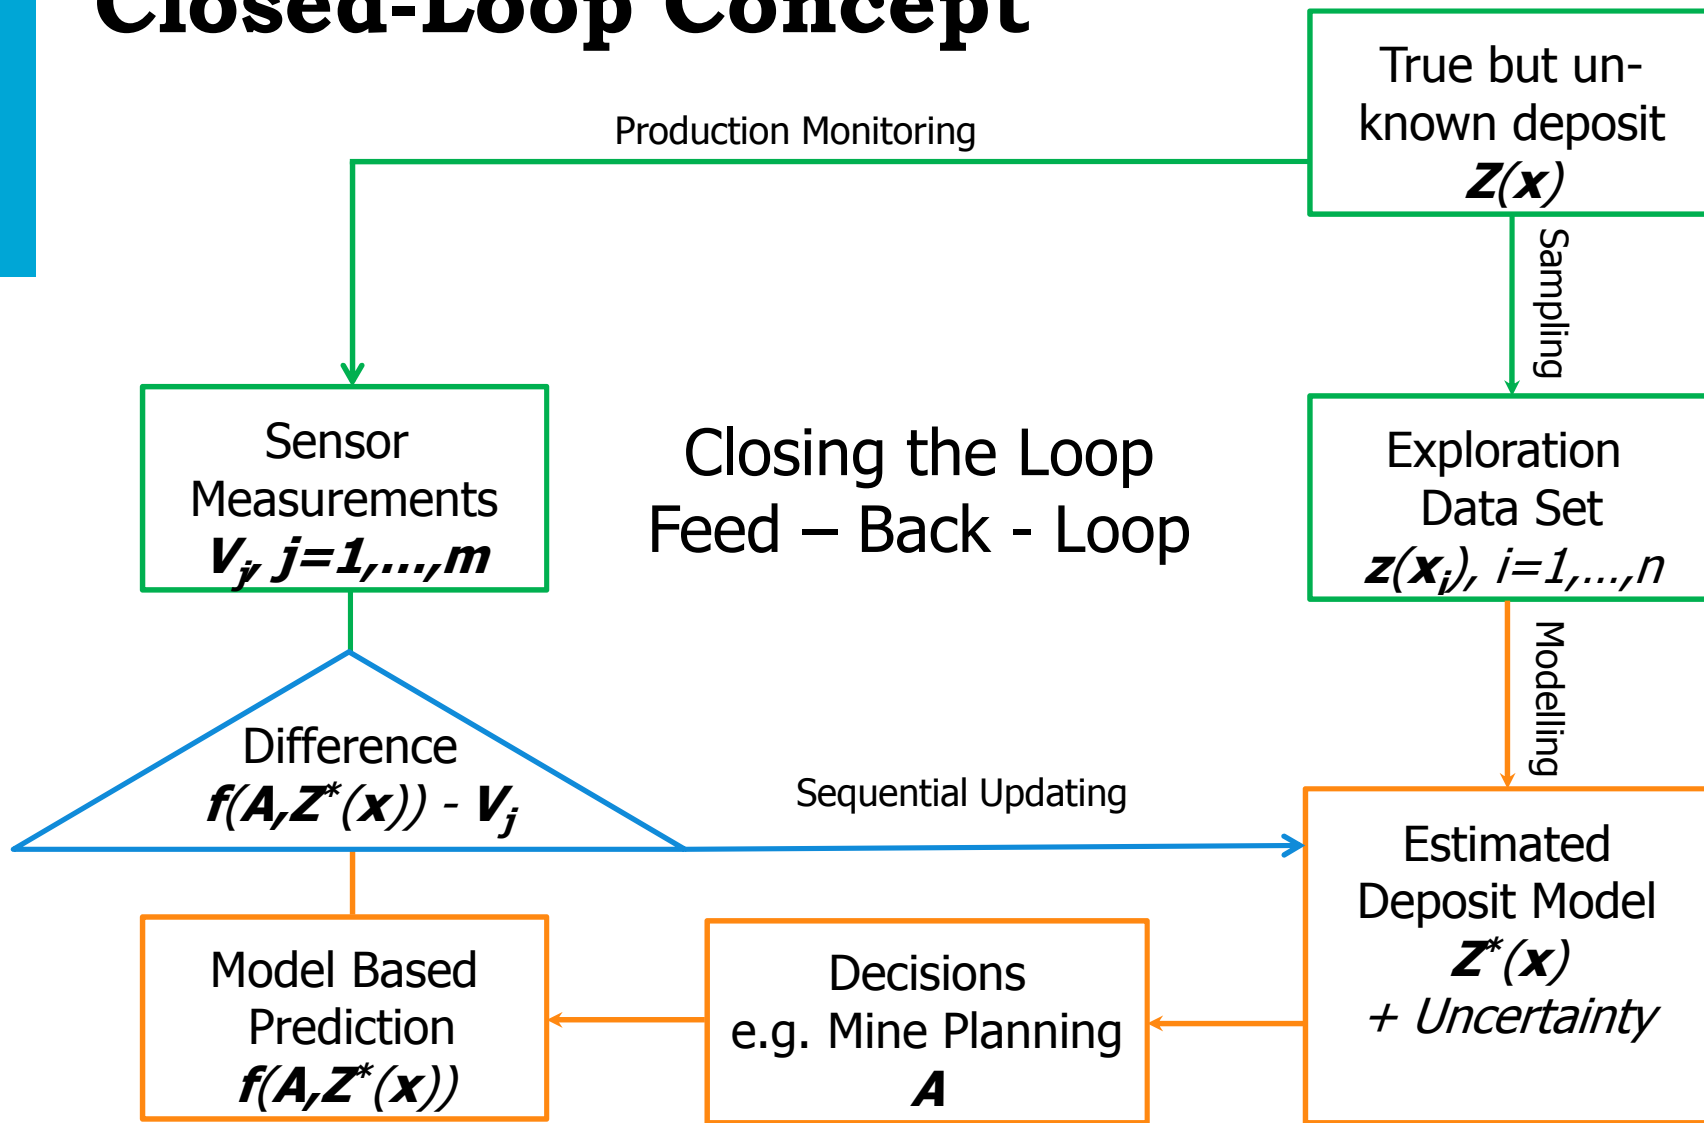 Closed-Loop Concept
True but un-
known deposit
Z(x)
Production Monitoring
Sampling
Sensor
Measurements
Vj, j=1,...,m
Closing the Loop
Feed – Back - Loop
Exploration
Data Set
z(xi), i=1,...,n
Modelling
Difference
f(A,Z*(x)) - Vj
Sequential Updating
Estimated
Deposit Model
Z*(x)
+ Uncertainty
Model Based
Prediction
f(A,Z*(x))
Decisions
e.g. Mine Planning
A